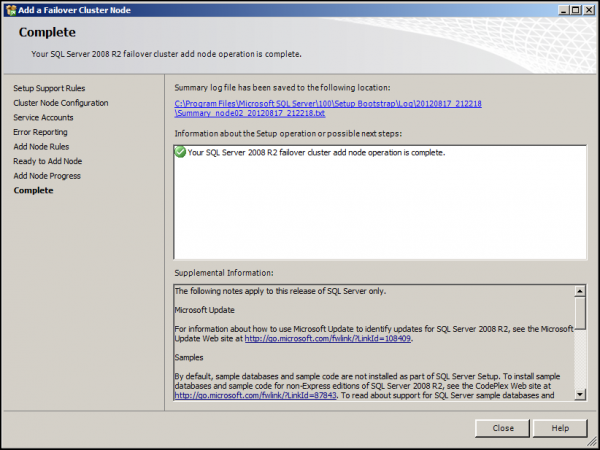 Add a Failover Cluster Node
Complete
Your SQL Server 2008 R2 failover cluster add node operation is complete.
Setup Support Rules
Cluster Node Configuration
Service Accounts
Error Reporting
Add Node Rules
Ready to Add Node
Add Node Progress
Complete
Summary log file has been saved to the following location:
C:\Program Files\Microsoft SQL Server\100\Setup Bootstrap\Log\20120817_212218
\Summary_node02_20120817_212218.txt
Information about the Setup operation or possible next steps:
Your SQL Server 2008 R2 failover cluster add node operation is complete.
Supplemental Information:
The following notes apply to this release of SQL Server only.
Microsoft Update
For information about how to use Microsoft Update to identify updates for SQL Server 2008 R2, see the Microsoft
Update Web site at http://go.microsoft.com/fwlink/?LinkId=108409.
Samples
By default, sample databases and sample code are not installed as part of SQL Server Setup. To install sample
databases and sample code for non-Express editions of SQL Server 2008 R2, see the CodePlex Web site at
http://go.microsoft.com/fwlink/?LinkId=87843. To read about support for SQL Server sample databases and
Close
Help